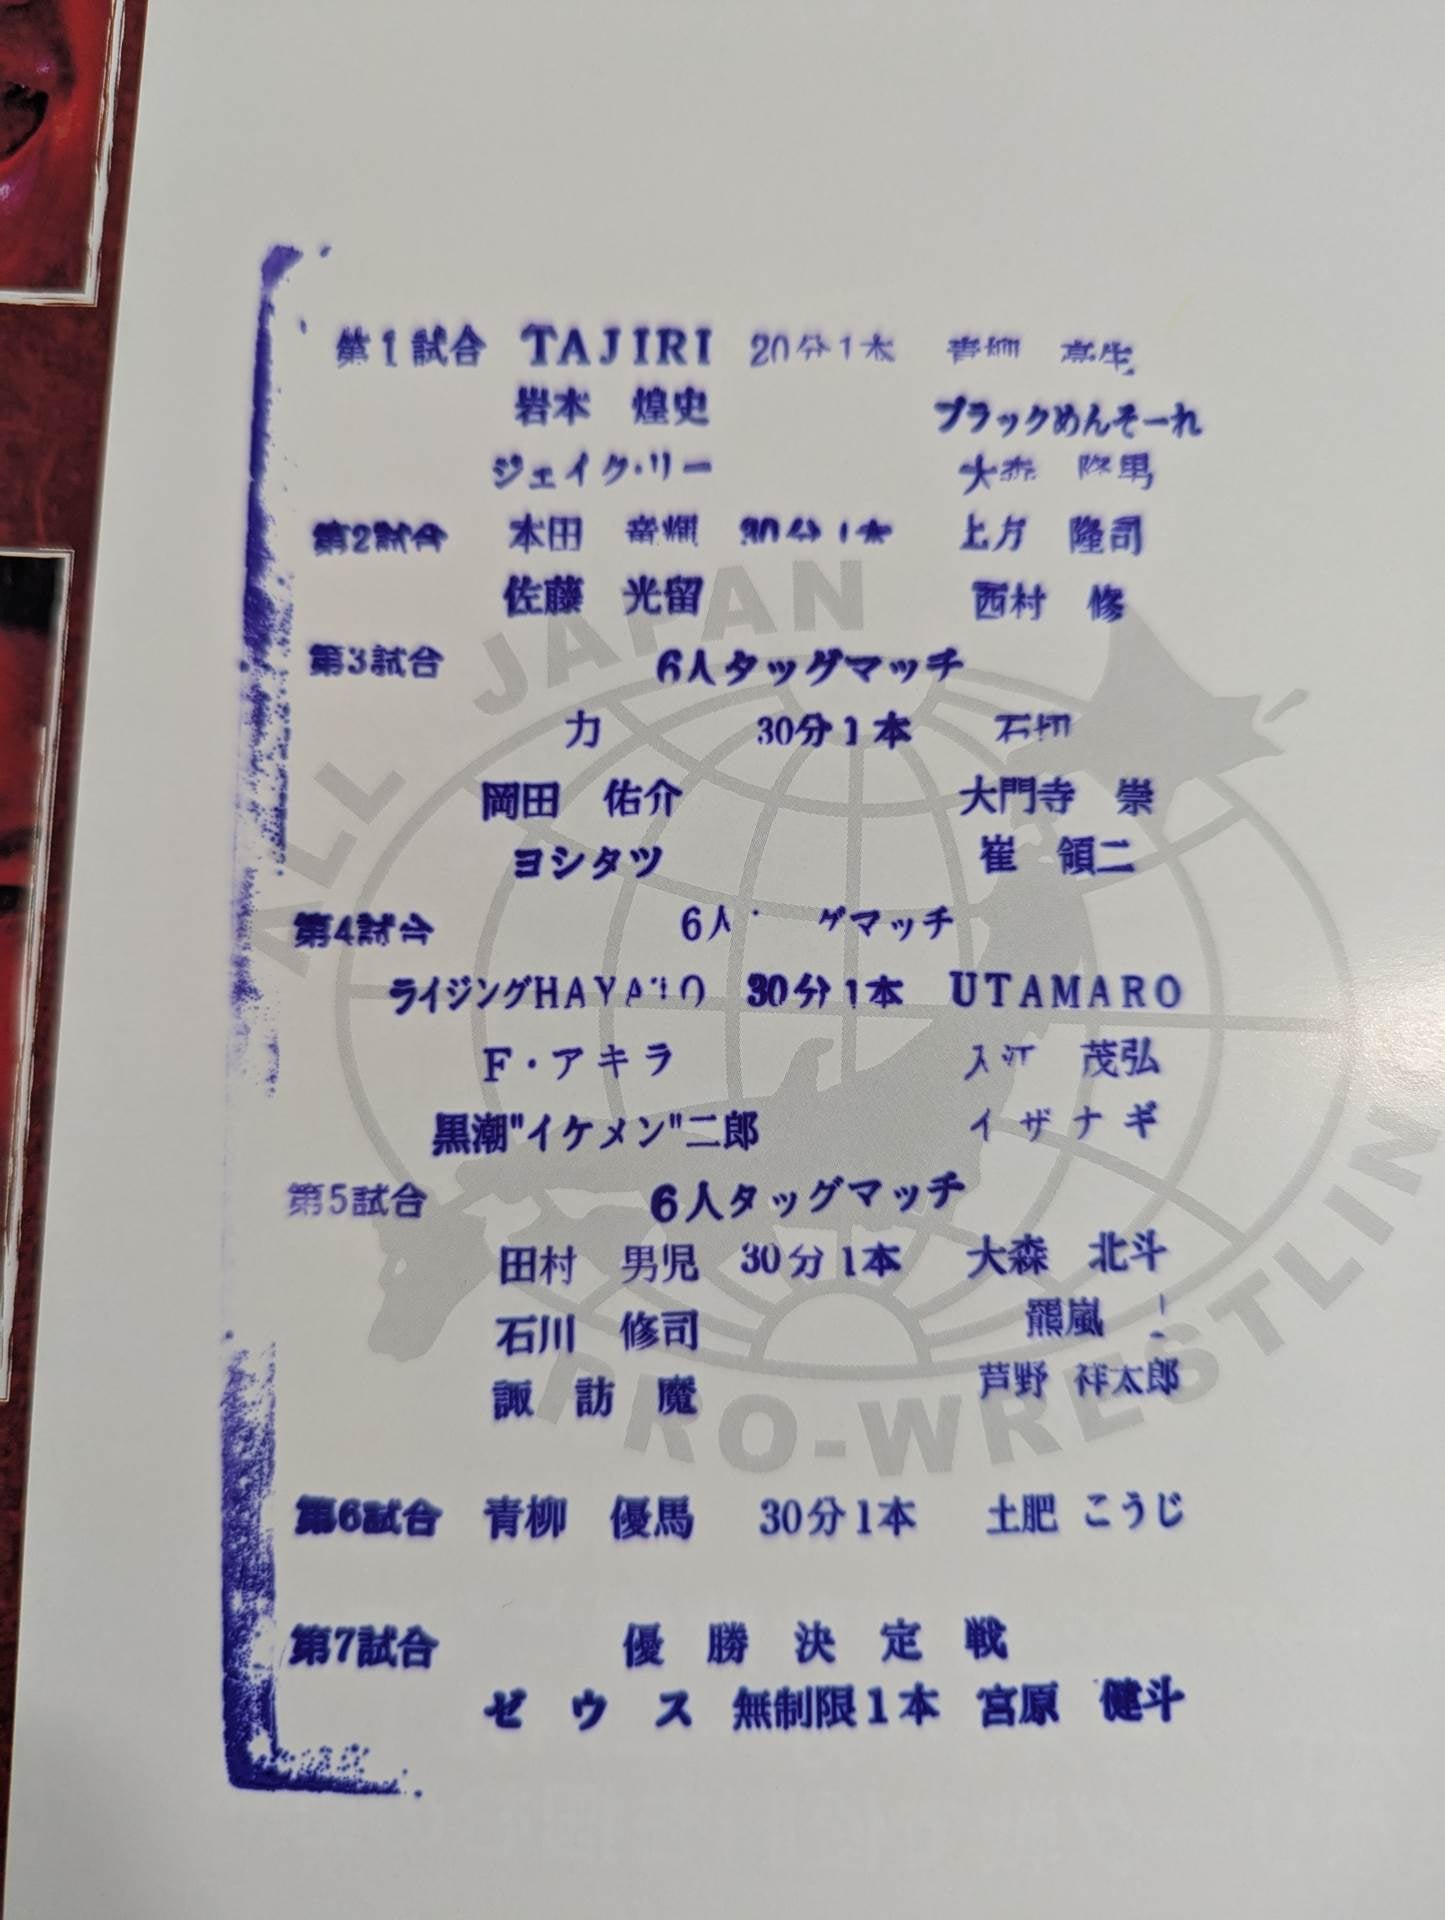 第1試合 TAJIRI 20分1本 青柳 亮生
岩本 煌史 ブラックめんそーれ
ジェイク・リー 大森 隆男
第2試合 本田 竜輝 30分1本 上方 隆司
佐藤 光留 西村 修
第3試合 6人タッグマッチ
力 30分1本 石切
岡田 佑介 大門寺 崇
ヨシタツ 崔 領二
第4試合 6人 グマッチ
ライジングHAYATO 30分1本 UTAMARO
F・アキラ 入江 茂弘
黒潮"イケメン"二郎 イザナギ
第5試合 6人タッグマッチ
田村 男児 30分1本 大森 北斗
石川 修司 羆嵐
諏訪魔 芦野 祥太郎
第6試合 青柳 優馬 30分1本 土肥 こうじ
第7試合 優勝決定戦
ゼウス 無制限1本 宮原 健斗
ALL JAPAN PRO-WRESTLIN